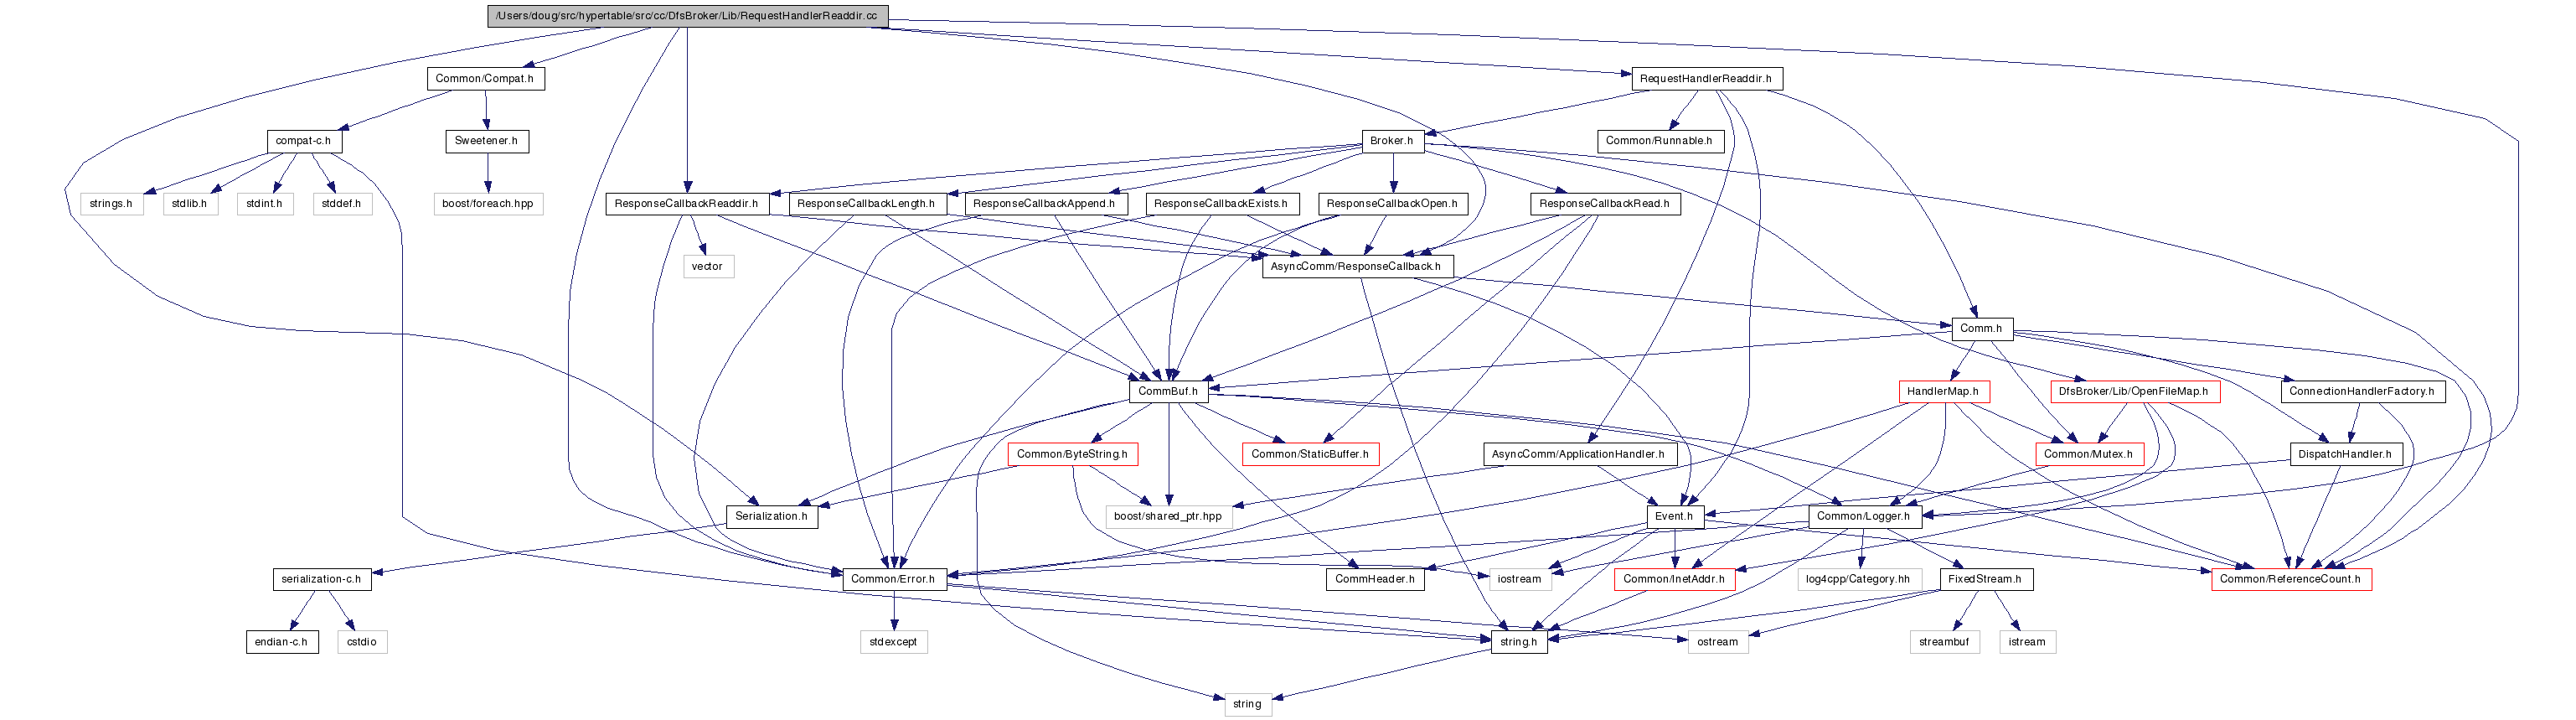 /Users/doug/src/hypertable/src/cc/DfsBroker/Lib/RequestHandlerReaddir.cc
Common/Compat.h
RequestHandlerReaddir.h
compat-c.h
Sweetener.h
Broker.h
Common/Runnable.h
strings.h
stdlib.h
stdint.h
stddef.h
boost/foreach.hpp
ResponseCallbackReaddir.h
ResponseCallbackLength.h
ResponseCallbackAppend.h
ResponseCallbackExists.h
ResponseCallbackOpen.h
ResponseCallbackRead.h
vector
AsyncComm/ResponseCallback.h
Comm.h
CommBuf.h
HandlerMap.h
DfsBroker/Lib/OpenFileMap.h
ConnectionHandlerFactory.h
Common/ByteString.h
Common/StaticBuffer.h
AsyncComm/ApplicationHandler.h
Common/Mutex.h
DispatchHandler.h
Serialization.h
boost/shared_ptr.hpp
Event.h
Common/Logger.h
serialization-c.h
Common/Error.h
CommHeader.h
iostream
Common/InetAddr.h
log4cpp/Category.hh
FixedStream.h
Common/ReferenceCount.h
endian-c.h
cstdio
stdexcept
string.h
ostream
streambuf
istream
string